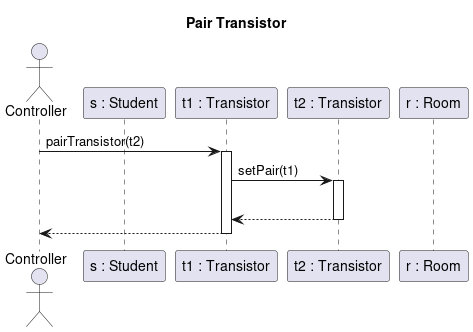 Pair Transistor
Controller
s : Student
t1 : Transistor
t2 : Transistor
r : Room
pairTransistor(t2)
setPair(t1)
Controller
s : Student
t1 : Transistor
t2 : Transistor
r : Room